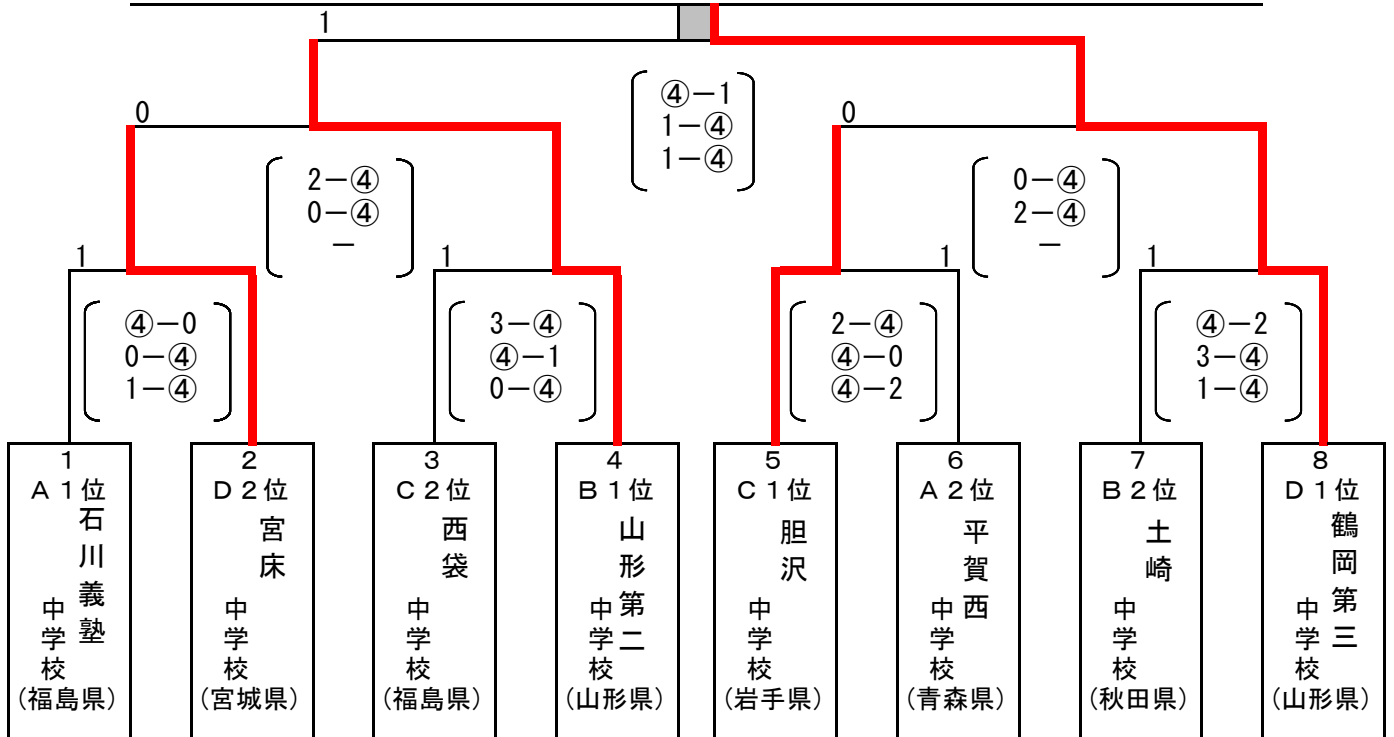 1
④－1
1－④
1－④
0
0
2－④
0－④
－
0－④
2－④
－
1
1
1
1
④－0
0－④
1－④
3－④
④－1
0－④
2－④
④－0
④－2
④－2
3－④
1－④
1
Ａ１位
石川義塾
中学校
(福島県)
2
Ｄ２位
宮床
中学校
(宮城県)
3
Ｃ２位
西袋
中学校
(福島県)
4
Ｂ１位
山形第二
中学校
(山形県)
5
Ｃ１位
胆沢
中学校
(岩手県)
6
Ａ２位
平賀西
中学校
(青森県)
7
Ｂ２位
土崎
中学校
(秋田県)
8
Ｄ１位
鶴岡第三
中学校
(山形県)